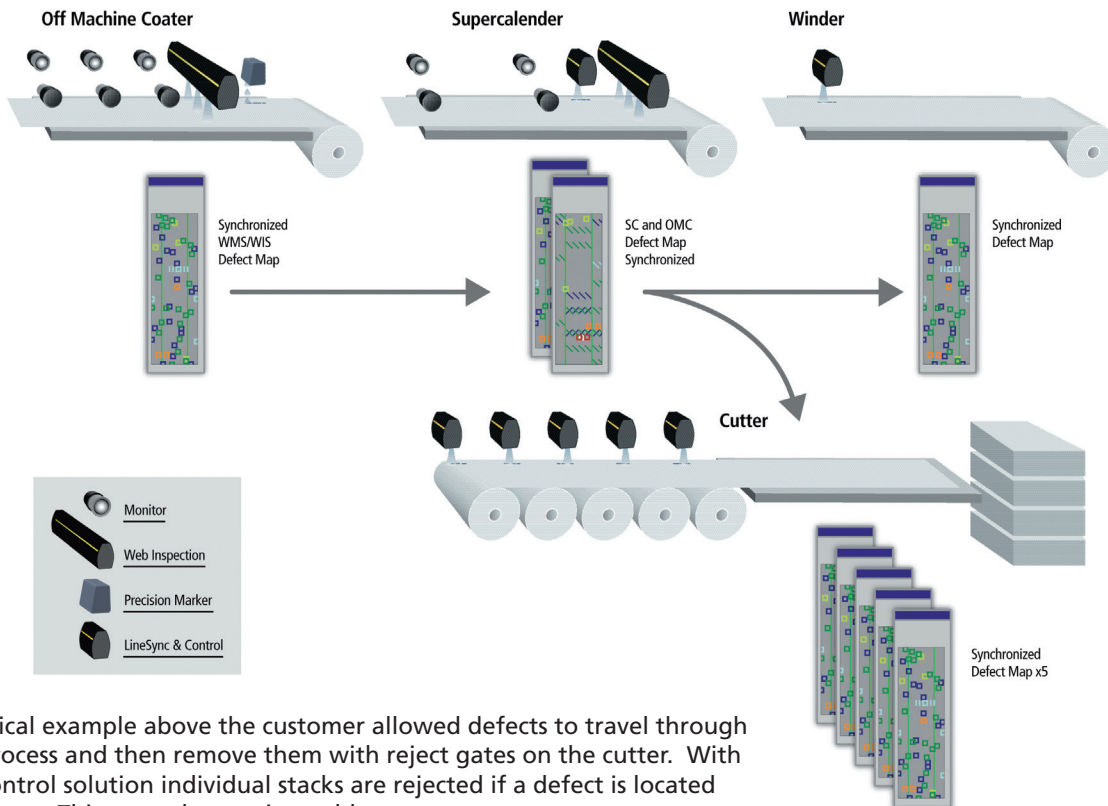 Off Machine Coater
Supercalender
Winder
Synchronized
WMS/WIS
Defect Map
SC and OMC
Defect Map
Synchronized
Synchronized
Defect Map
Cutter
Monitor
Web Inspection
Precision Marker
LineSync & Control
Synchronized
Defect Map x5
ical example above the customer allowed defects to travel through
rocess and then remove them with reject gates on the cutter. With
ontrol solution individual stacks are rejected if a defect is located